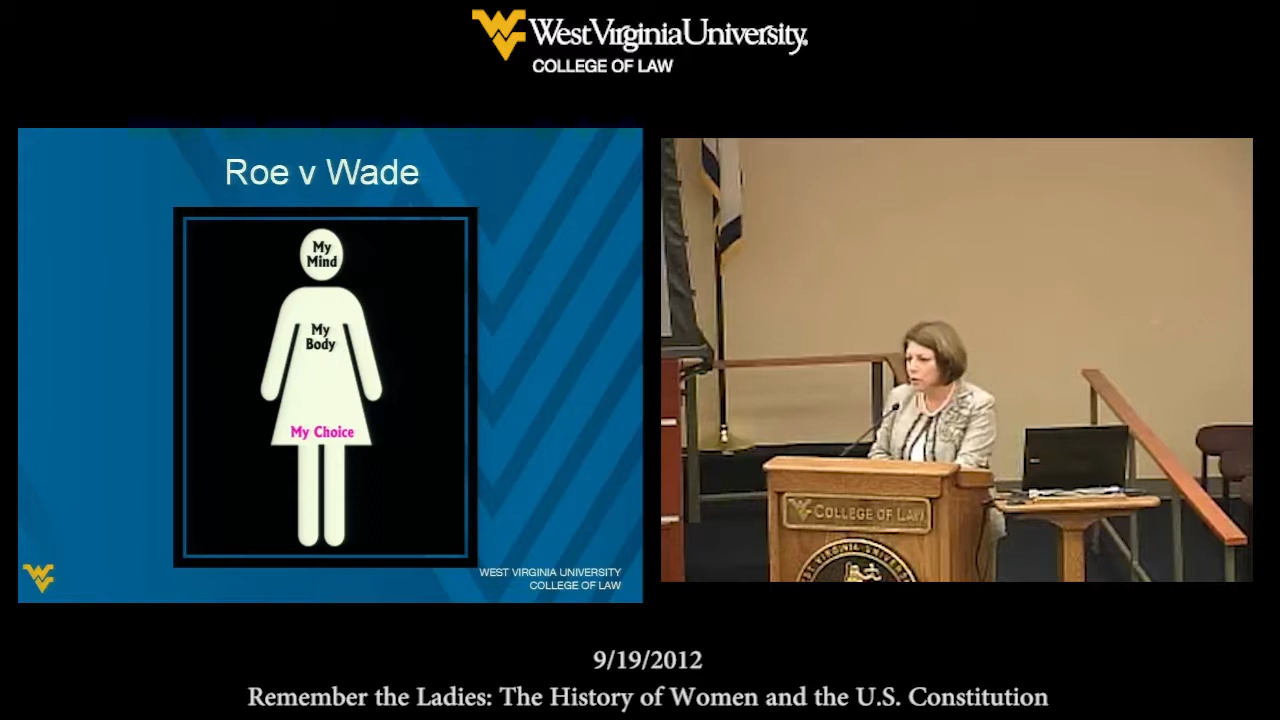 WestVirginiaUniversity.
COLLEGE OF LAW
Roe v Wade
My
Mind
My
Body
My Choice
WEST VIRGINIA UNIVERSITY
COLLEGE OF LAW
COLLEGE OF LAW
WEST VIRGINIA UNIVERSITY
9/19/2012
Remember the Ladies: The History of Women and the U.S. Constitution